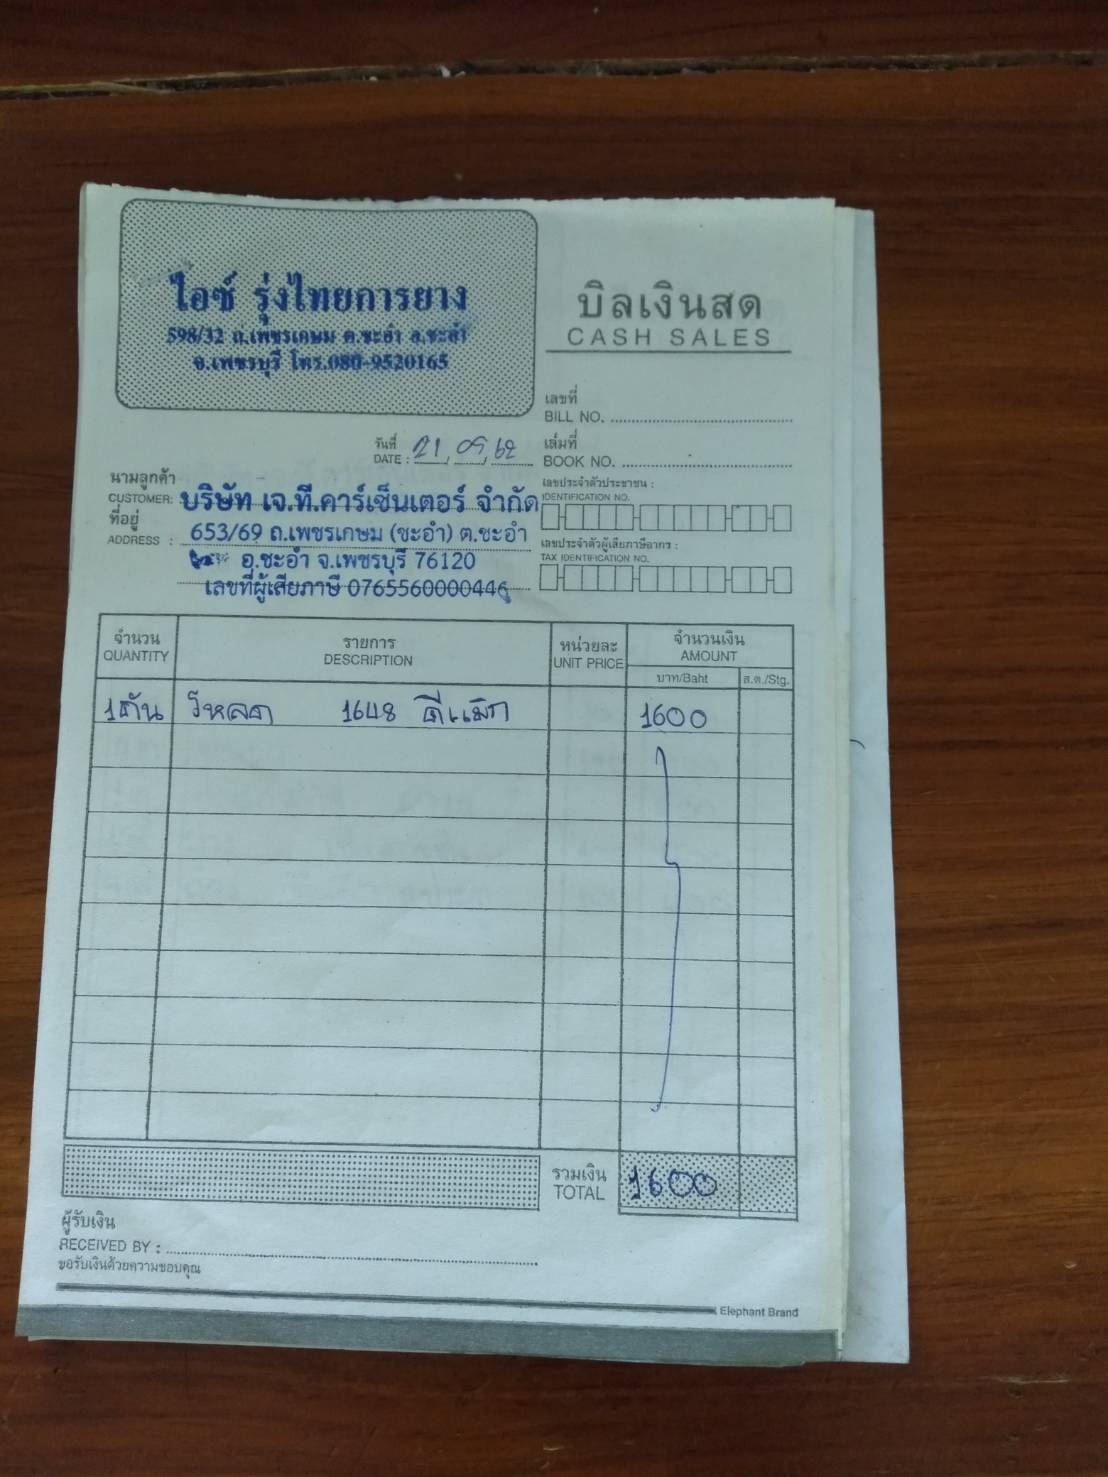 ไอซ์ รุ่งไทยการยาง
598/32 ถ.เพชรเกษม ต.ชะอำ อ.ชะอำ
จ.เพชรบุรี โทร.080-9520165
บิลเงินสด
CASH SALES
เลขที่
BILL NO.
วันที่
DATE : 21, 09, 62
เล่มที่
BOOK NO.
นามลูกค้า
CUSTOMER: บริษัท เจ.ที.คาร์เซ็นเตอร์ จำกัด
ที่อยู่
ADDRESS : 653/69 ถ.เพชรเกษม (ชะอำ) ต.ชะอำ
อ.ชะอำ จ.เพชรบุรี 76120
เลขที่ผู้เสียภาษี 0765560000446
เลขประจำตัวประชาชน :
IDENTIFICATION NO.
เลขประจำตัวผู้เสียภาษีอากร :
TAX IDENTIFICATION NO.
จำนวน รายการ หน่วยละ จำนวนเงิน
QUANTITY DESCRIPTION UNIT PRICE AMOUNT
บาท/Baht ส.ต./Stg.
1คัน วีหลด 1648 ดีแม็ก 1600
รวมเงิน
TOTAL 1600
ผู้รับเงิน
RECEIVED BY :
ขอรับเงินด้วยความขอบคุณ
Elephant Brand